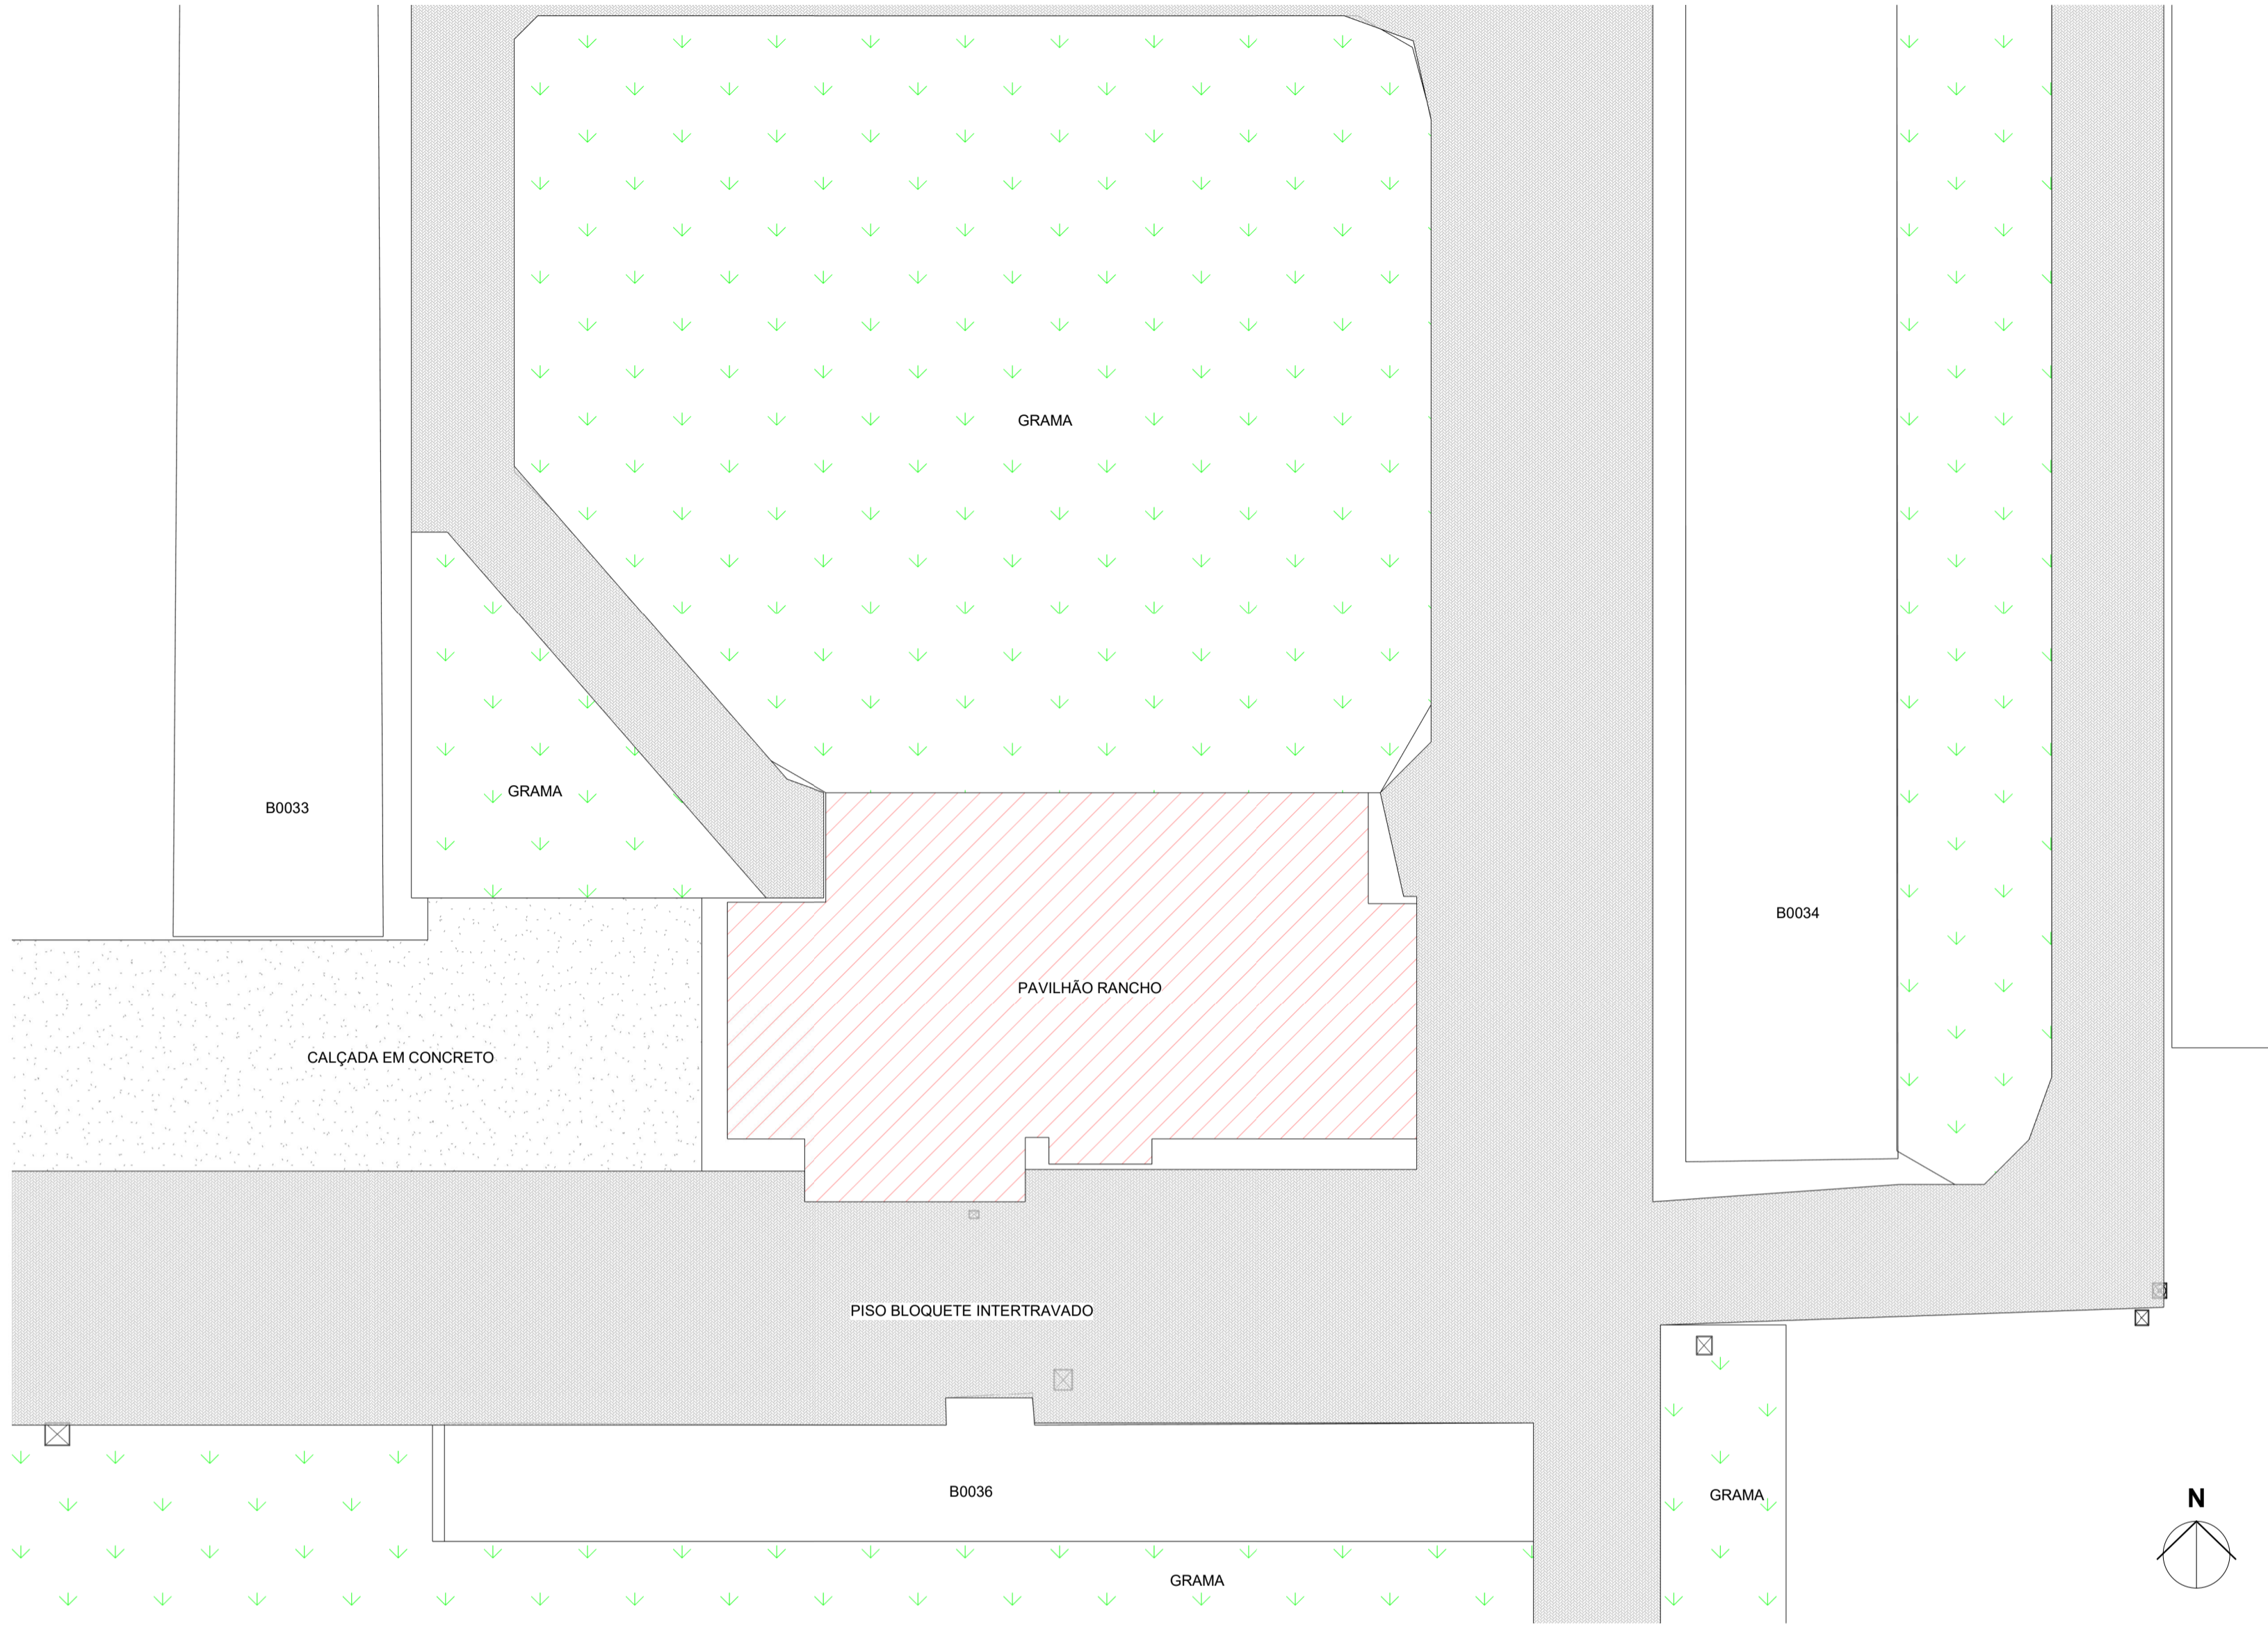 GRAMA
GRAMA
B0033
B0034
PAVILHÃO RANCHO
CALÇADA EM CONCRETO
PISO BLOQUETE INTERTRAVADO
B0036
GRAMA
N
GRAMA